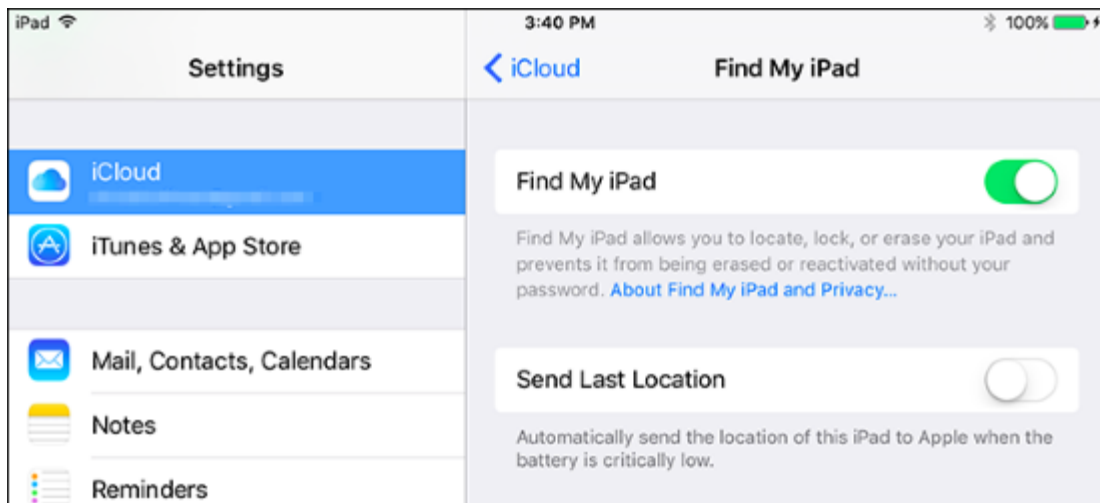 iPad
3:40 PM
100%
Settings
iCloud
Find My iPad
iCloud
iTunes & App Store
Mail, Contacts, Calendars
Notes
Reminders
Find My iPad
Find My iPad allows you to locate, lock, or erase your iPad and
prevents it from being erased or reactivated without your
password. About Find My iPad and Privacy...
Send Last Location
Automatically send the location of this iPad to Apple when the
battery is critically low.